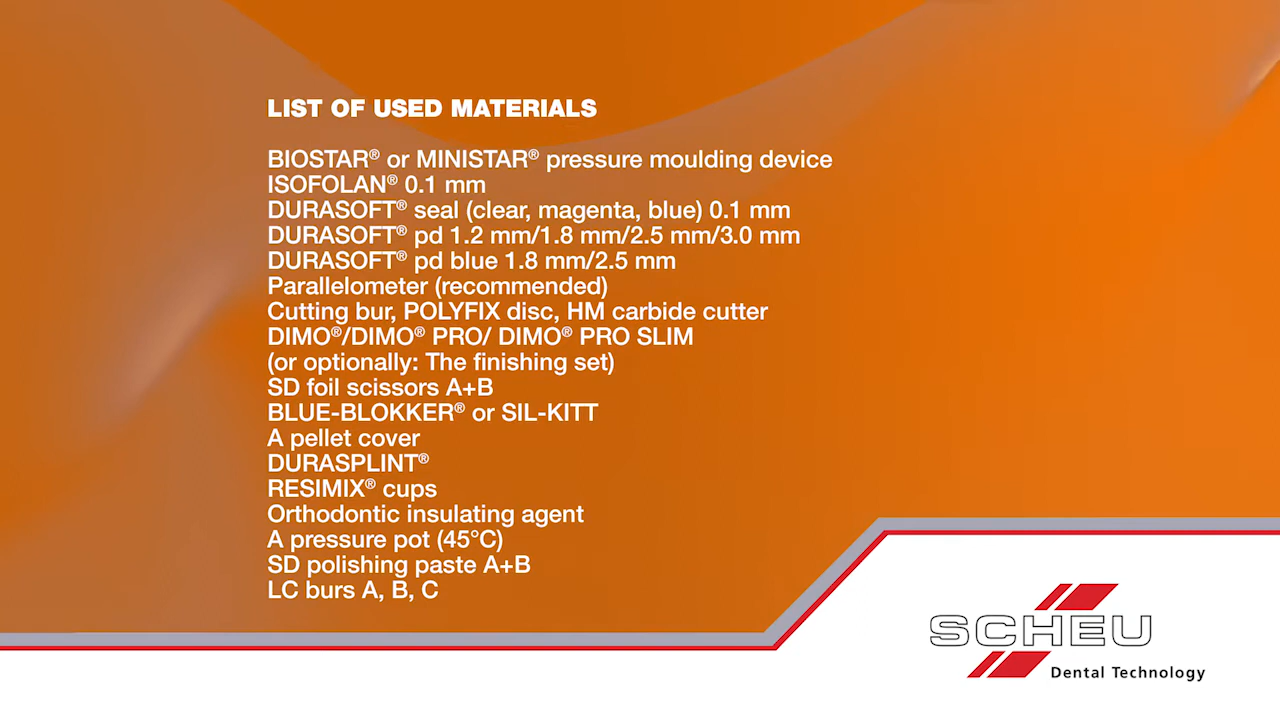 LIST OF USED MATERIALS
BIOSTAR® or MINISTAR® pressure moulding device
ISOFOLAN® 0.1 mm
DURASOFT® seal (clear, magenta, blue) 0.1 mm
DURASOFT® pd 1.2 mm/1.8 mm/2.5 mm/3.0 mm
DURASOFT® pd blue 1.8 mm/2.5 mm
Parallelometer (recommended)
Cutting bur, POLYFIX disc, HM carbide cutter
DIMO®/DIMO® PRO/ DIMO® PRO SLIM
(or optionally: The finishing set)
SD foil scissors A+B
BLUE-BLOKKER® or SIL-KITT
A pellet cover
DURASPLINT®
RESIMIX® cups
Orthodontic insulating agent
A pressure pot (45°C)
SD polishing paste A+B
LC burs A, B, C
SCHEU
Dental Technology